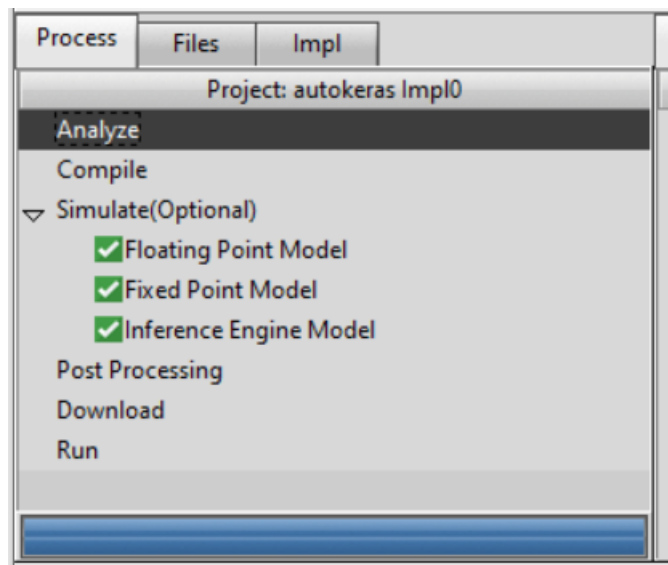 Process Files Impl
Project: autokeras Impl0
Analyze
Compile
Simulate(Optional)
Floating Point Model
Fixed Point Model
Inference Engine Model
Post Processing
Download
Run